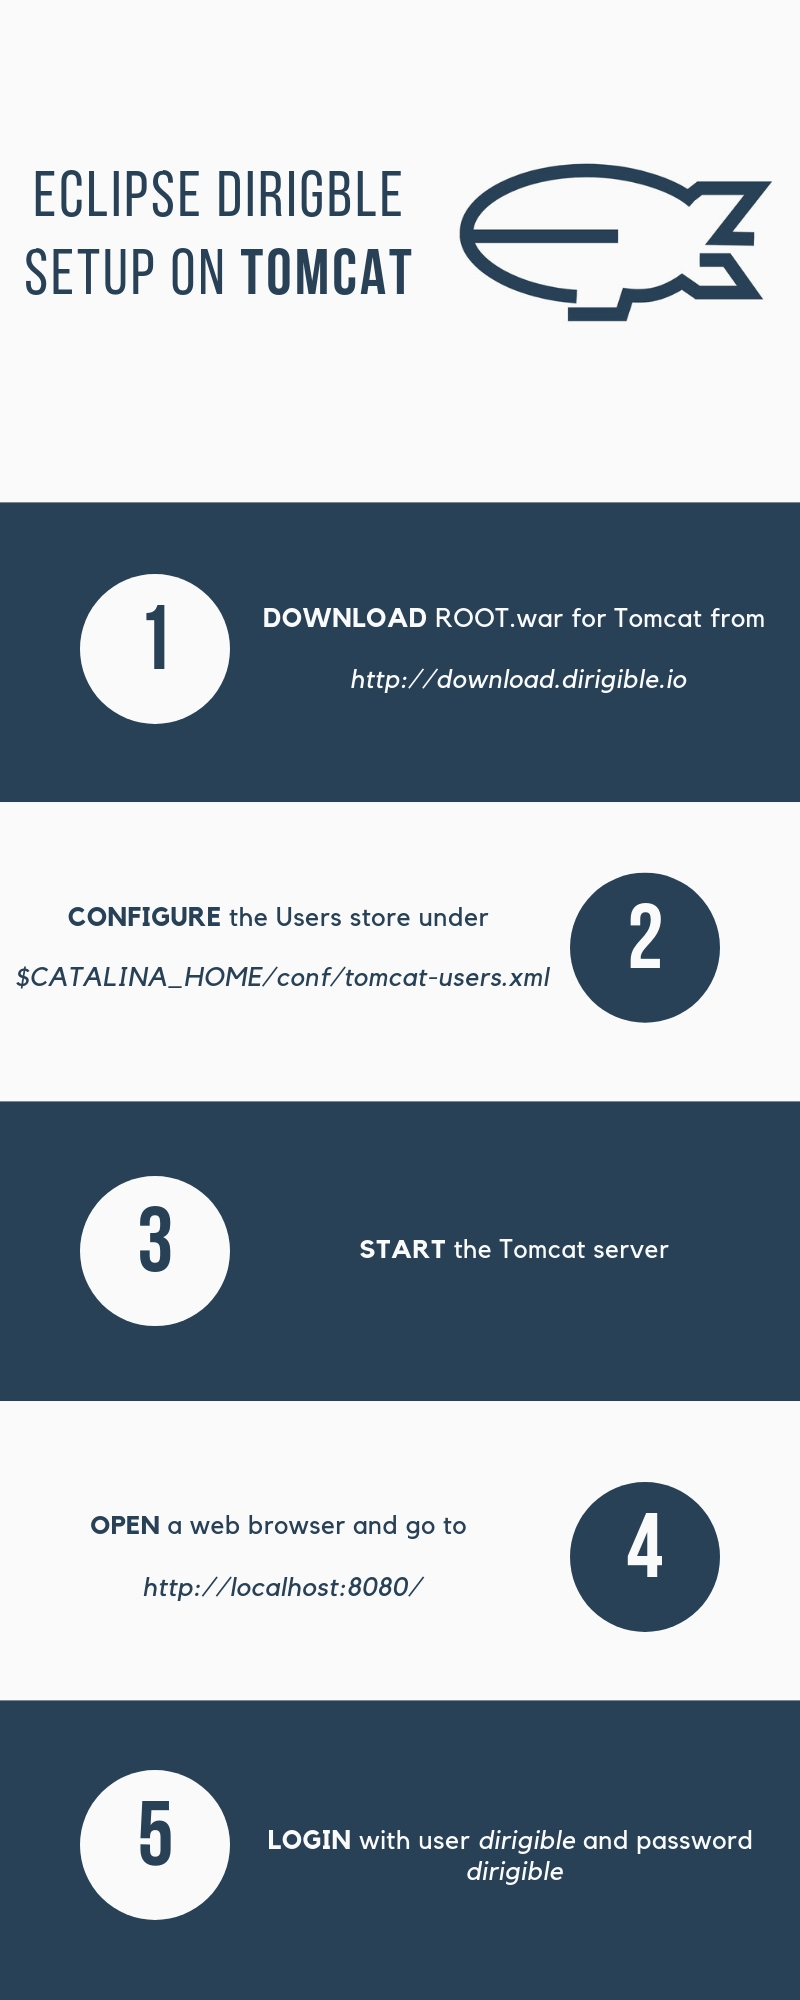 ECLIPSE DIRIGBLE
SETUP ON TOMCAT
1
DOWNLOAD ROOT.war for Tomcat from
http://download.dirigible.io
CONFIGURE the Users store under
$CATALINA_HOME/conf/tomcat-users.xml
2
3
START the Tomcat server
OPEN a web browser and go to
http://localhost:8080/
4
5
LOGIN with user dirigible and password
dirigible